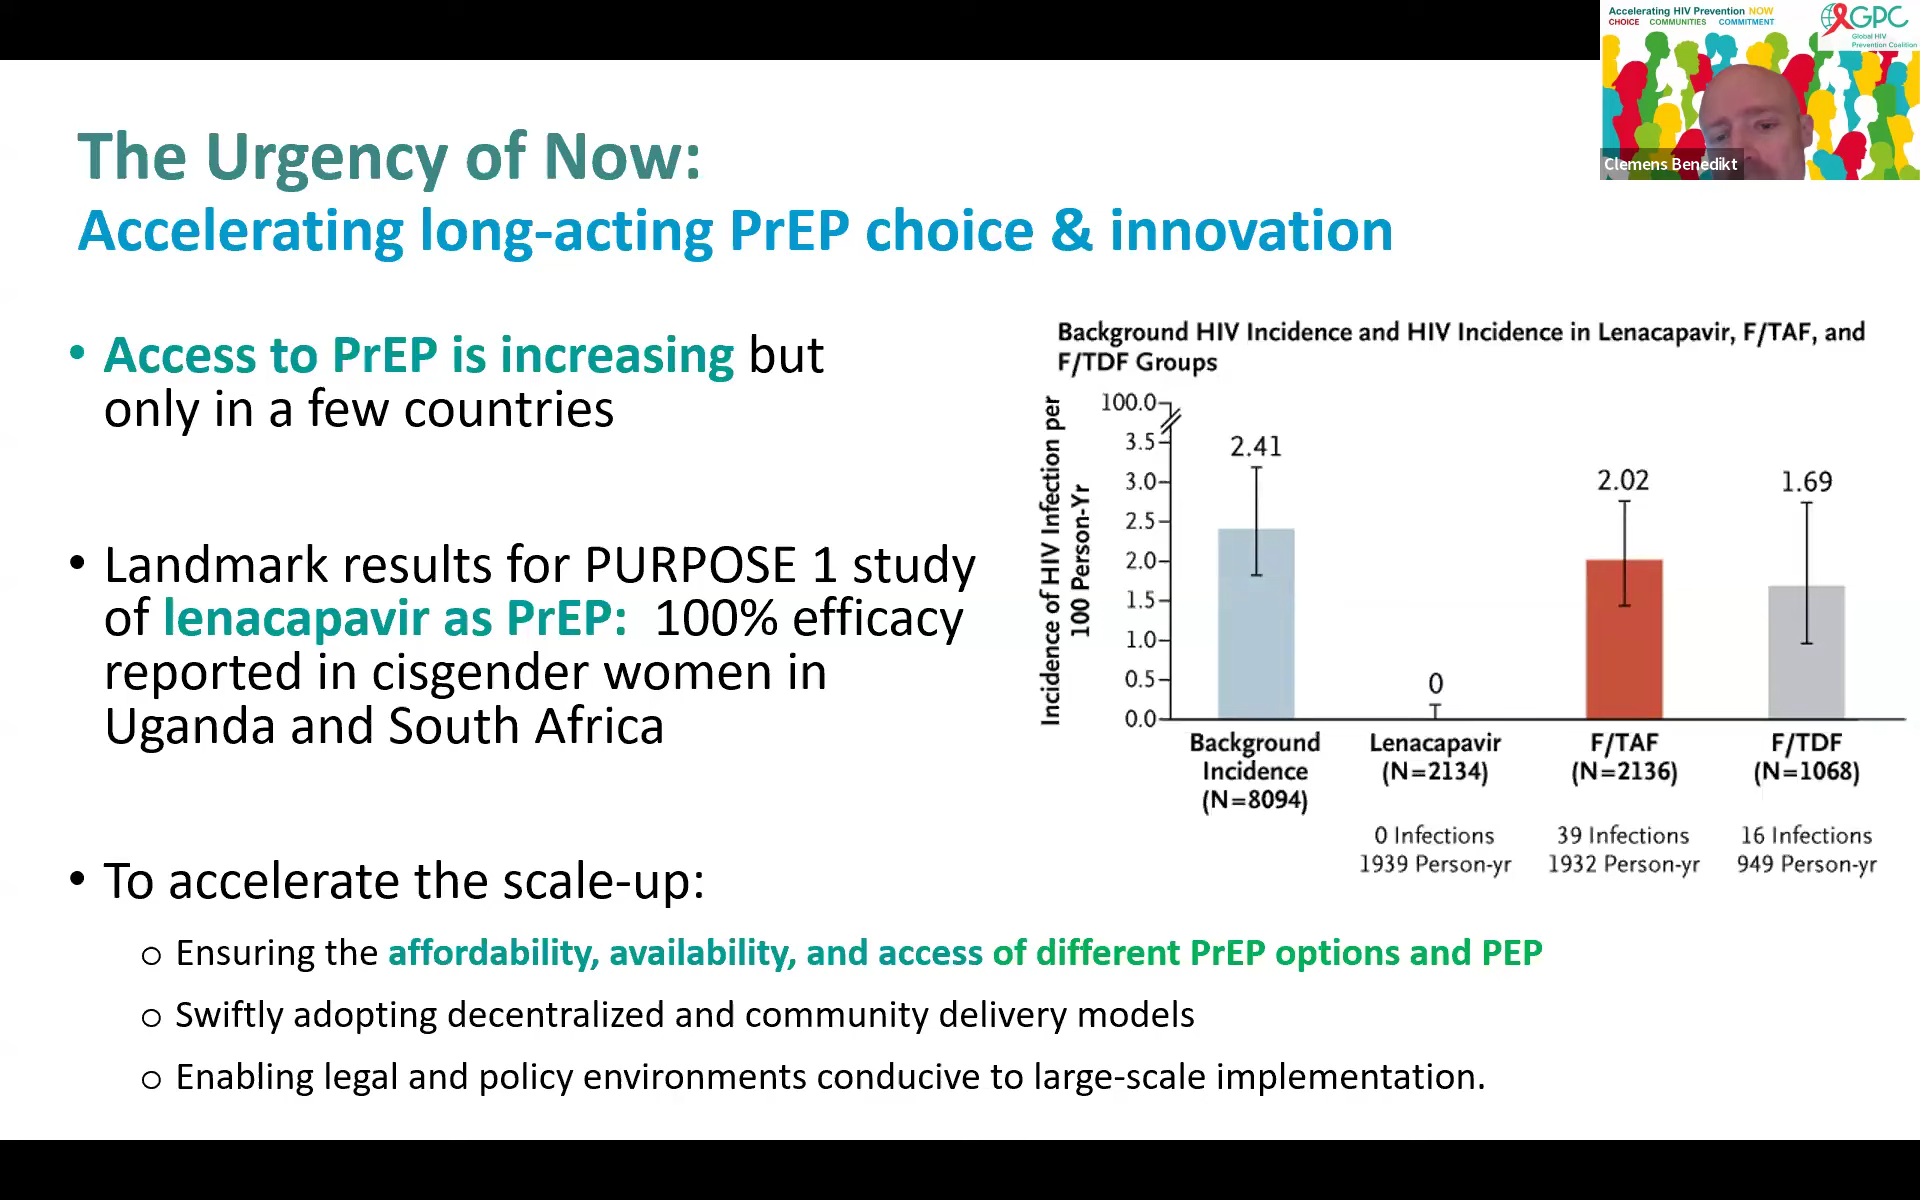 Accelerating HIV Prevention NOW
CHOICE COMMUNITIES COMMITMENT
GPC
Global HIV
Prevention Coalition
Clemens Benedikt
The Urgency of Now:
Accelerating long-acting PrEP choice & innovation
• Access to PrEP is increasing but
only in a few countries
• Landmark results for PURPOSE 1 study
of lenacapavir as PrEP: 100% efficacy
reported in cisgender women in
Uganda and South Africa
• To accelerate the scale-up:
o Ensuring the affordability, availability, and access of different PrEP options and PEP
o Swiftly adopting decentralized and community delivery models
o Enabling legal and policy environments conducive to large-scale implementation.
Background HIV Incidence and HIV Incidence in Lenacapavir, F/TAF, and
F/TDF Groups
Incidence of HIV Infection per
100 Person-Yr
100.0
3.5
3.0
2.5
2.0
1.5
1.0
0.5
0.0
2.41
0
2.02
1.69
Background
Incidence
(N=8094)
Lenacapavir
(N=2134)
0 Infections
1939 Person-yr
F/TAF
(N=2136)
39 Infections
1932 Person-yr
F/TDF
(N=1068)
16 Infections
949 Person-yr